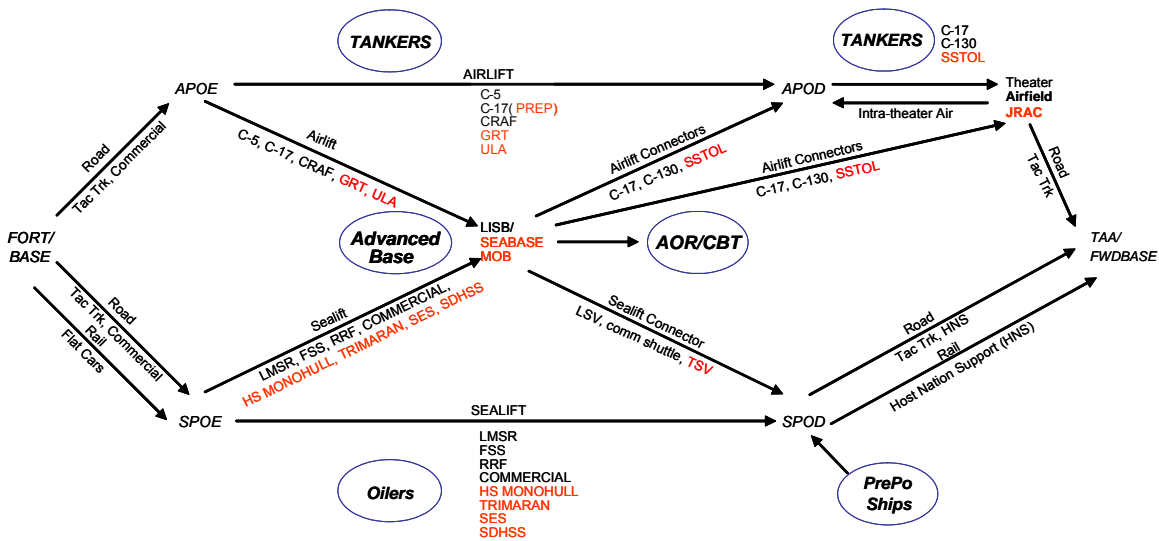 TANKERS
TANKERS
C-17
C-130
SSTOL
APOE
AIRLIFT
C-5
C-17( PREP)
CRAF
GRT
ULA
APOD
Intra-theater Air
Theater
Airfield
JRAC
Road
Tac Trk, Commercial
Airlift
C-5, C-17, CRAF, GRT, ULA
Airlift Connectors
C-17, C-130, SSTOL
Airlift Connectors
C-17, C-130, SSTOL
Road
Tac Trk
FORT/
BASE
Advanced
Base
LISB/
SEABASE
MOB
AOR/CBT
TAA/
FWDBASE
Road
Tac Trk, Commercial
Rail
Flat Cars
Sealift
LMSR, FSS, RRF, COMMERCIAL,
HS MONOHULL, TRIMARAN, SES, SDHSS
Sealift Connector
LSV, comm shuttle, TSV
Road
Tac Trk, HNS
Rail
Host Nation Support (HNS)
SPOE
SEALIFT
SPOD
LMSR
FSS
RRF
COMMERCIAL
HS MONOHULL
TRIMARAN
SES
SDHSS
Oilers
PrePo
Ships